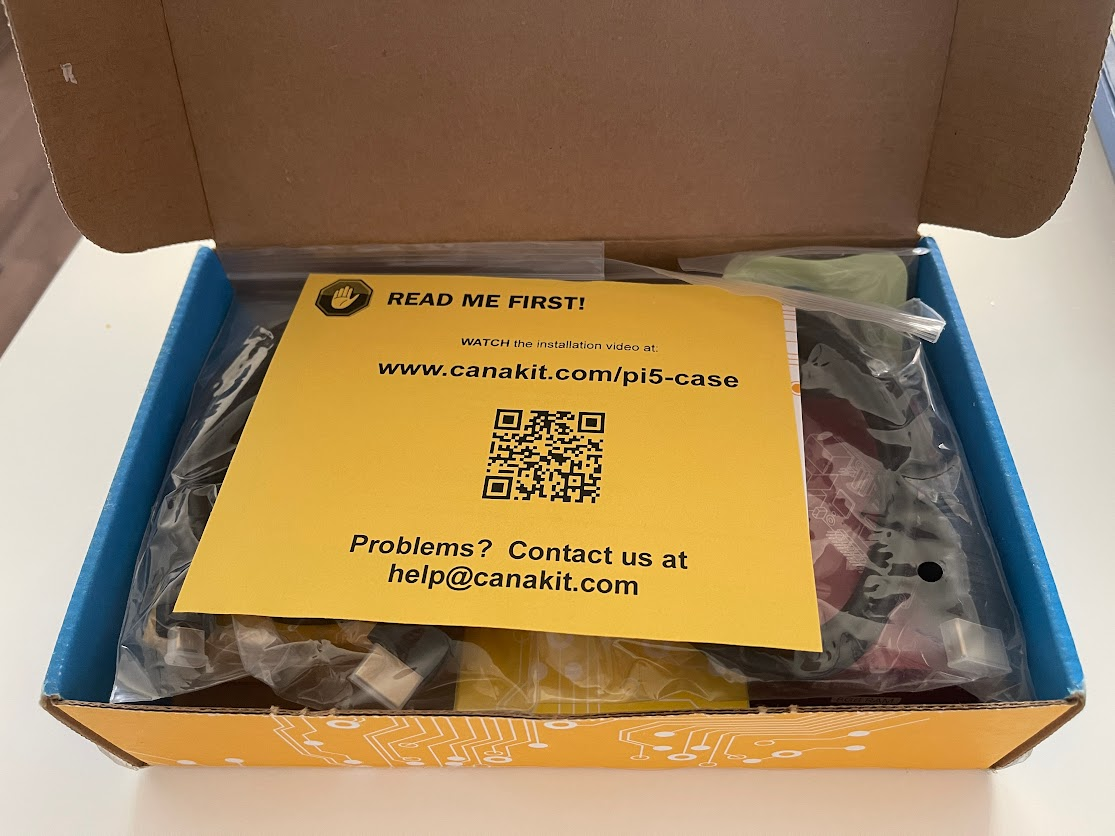 READ ME FIRST!
WATCH the installation video at:
www.canakit.com/pi5-case
Problems? Contact us at
help@canakit.com